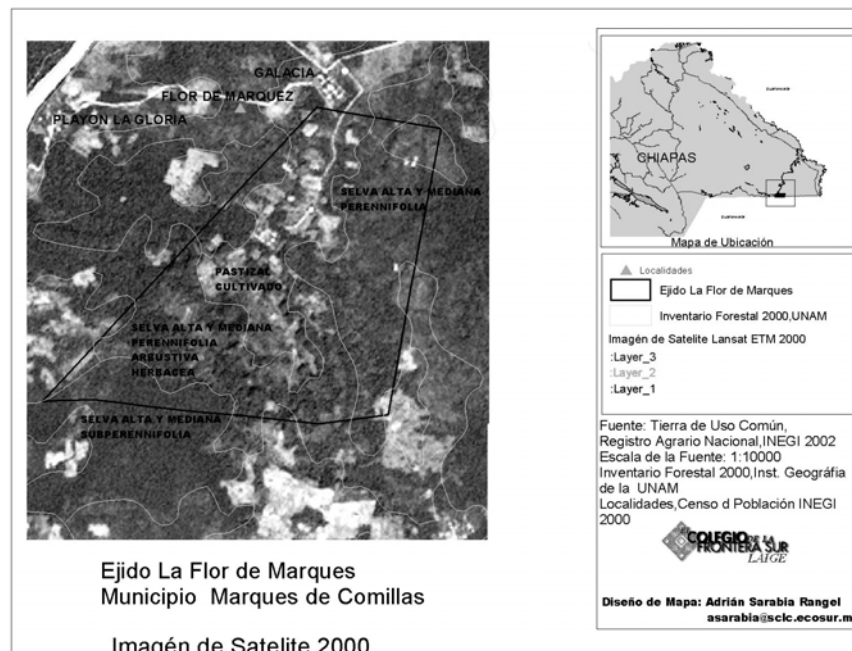 GALACIA
FLOR DE MARQUEZ
PLAYON LA GLORIA
SELVA ALTA Y MEDIANA
PERENNIFOLIA
PASTIZAL
CULTIVADO
SELVA ALTA Y MEDIANA
PERENNIFOLIA
ARBUSTIVA
HERBACEA
SELVA ALTA Y MEDIANA
SUBPERENNIFOLIA
Ejido La Flor de Marques
Municipio Marques de Comillas
Imagén de Satelite 2000
CHIAPAS
Mapa de Ubicación
Localidades
Ejido La Flor de Marques
Inventario Forestal 2000,UNAM
Imagén de Satelite Lansat ETM 2000
:Layer_3
:Layer_2
:Layer_1
Fuente: Tierra de Uso Común,
Registro Agrario Nacional,INEGI 2002
Escala de la Fuente: 1:10000
Inventario Forestal 2000,Inst. Geográfia
de la UNAM
Localidades,Censo d Población INEGI
2000
COLEGIO DE LA
FRONTERA SUR
LAIGE
Diseño de Mapa: Adrián Sarabia Rangel
asarabia@sclc.ecosur.m